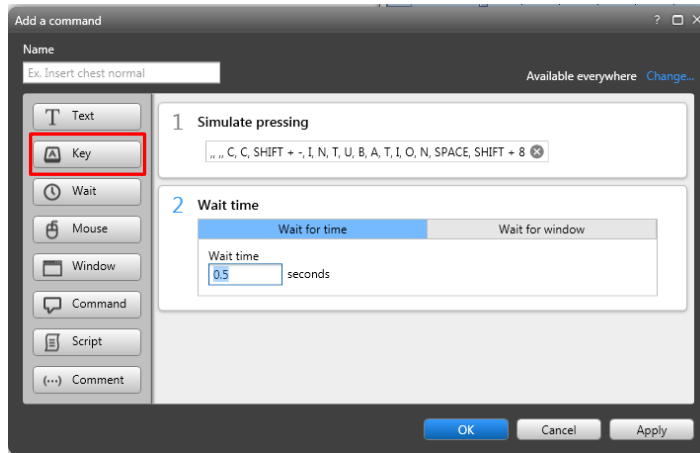 Add a command
?
Name
Ex. Insert chest normal
Available everywhere Change...
Text
Key
Wait
Mouse
Window
Command
Script
Comment
1 Simulate pressing
,, ,, C, C, SHIFT + -, I, N, T, U, B, A, T, I, O, N, SPACE, SHIFT + 8
2 Wait time
Wait for time Wait for window
Wait time
0.5 seconds
OK Cancel Apply